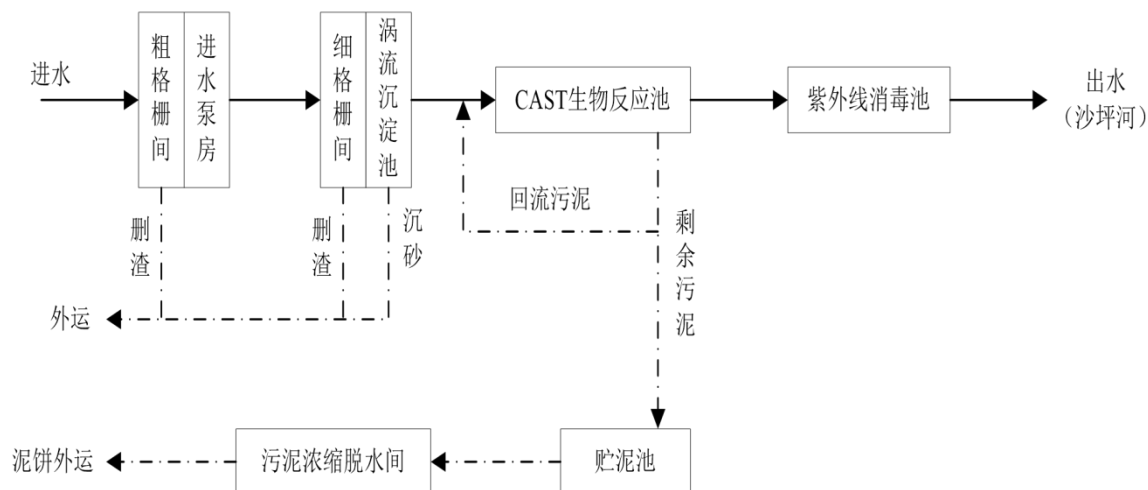 进水
粗格栅间
进水泵房
细格栅间
涡流沉淀池
CAST生物反应池
紫外线消毒池
出水
（沙坪河）
删渣
删渣
沉砂
回流污泥
剩余污泥
外运
泥饼外运
污泥浓缩脱水间
贮泥池